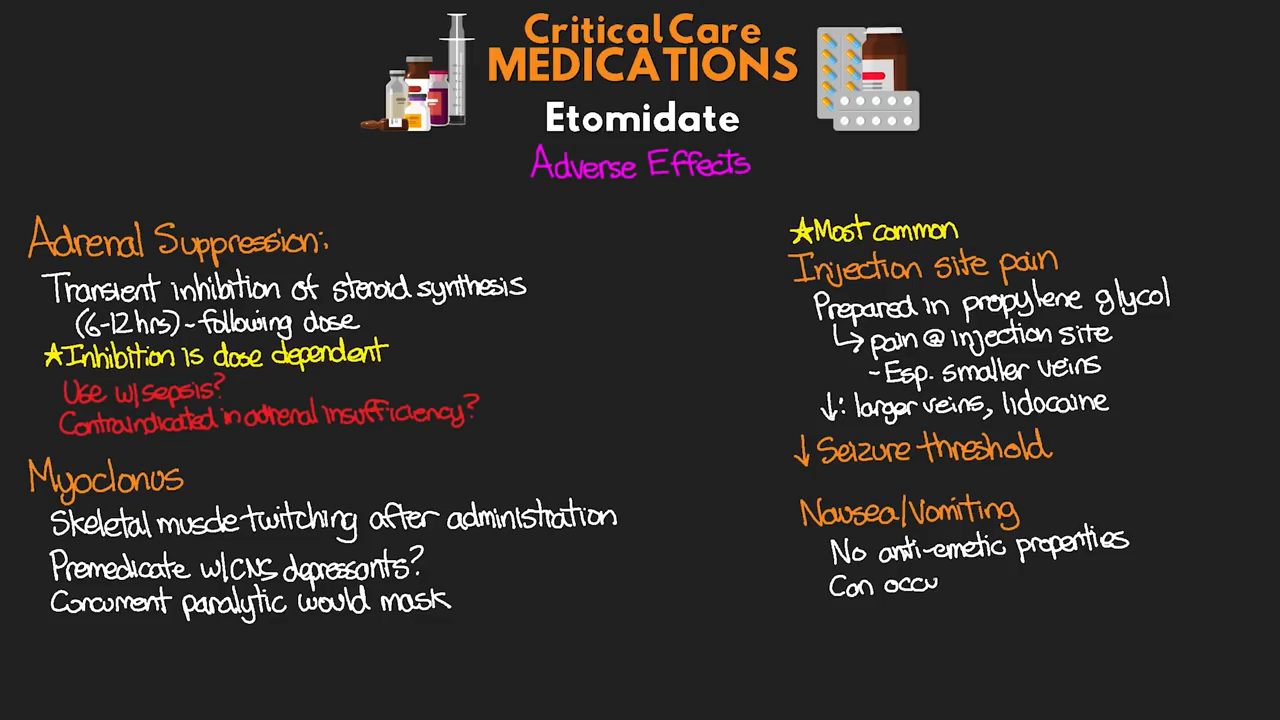 Critical Care
MEDICATIONS
Etomidate
Adverse Effects
Adrenal Suppression:
Transient inhibition of steroid synthesis
(6-12 hrs) - following dose
☆Inhibition is dose dependent
Use w/ sepsis?
Contraindicated in adrenal insufficiency?
Myoclonus
Skeletal muscle twitching after administration
Premedicate w/ CNS depressants?
Concument paralytic would mask
☆Most common
Injection site pain
Prepared in propylene glycol
↳ pain @ injection site
- Esp. smaller veins
↓: larger veins, lidocaine
↓ Seizure threshold
Nausea/Vomiting
No anti-emetic properties
Can occu